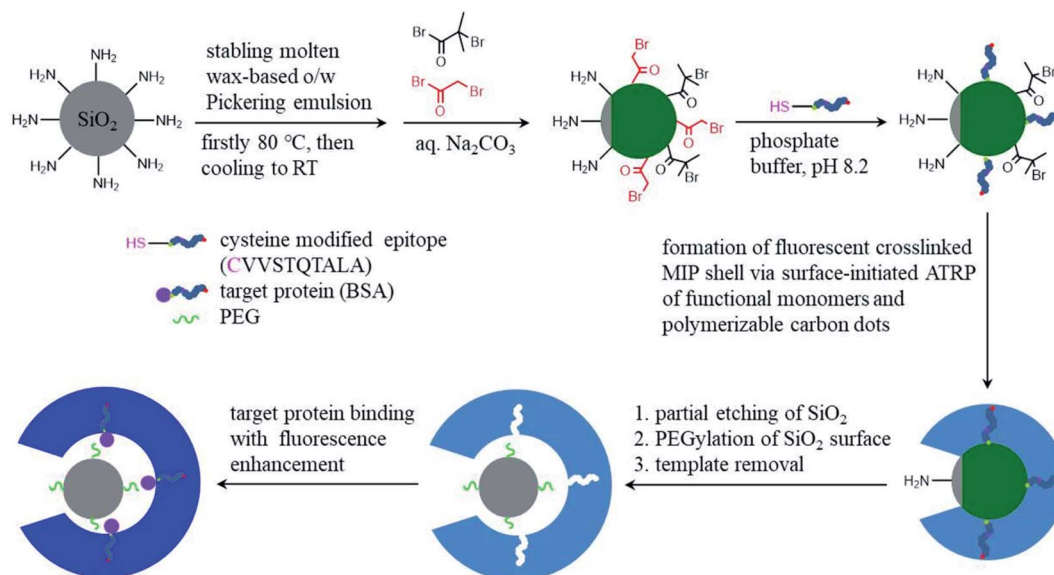 NH₂
H₂N
NH₂
H₂N
SiO₂
NH₂
H₂N
NH₂
NH₂
stabling molten
wax-based o/w
Pickering emulsion
firstly 80 °C, then
cooling to RT
Br
O
Br
Br
O
Br
aq. Na₂CO₃
Br
O
Br
H₂N
O
H₂N
O
Br
H₂N
O
O
Br
Br
HS
phosphate
buffer, pH 8.2
H₂N
O
Br
H₂N
H₂N
O
Br
HS
cysteine modified epitope
(CVVSTQTALA)
target protein (BSA)
PEG
formation of fluorescent crosslinked
MIP shell via surface-initiated ATRP
of functional monomers and
polymerizable carbon dots
H₂N
1. partial etching of SiO₂
2. PEGylation of SiO₂ surface
3. template removal
target protein binding
with fluorescence
enhancement